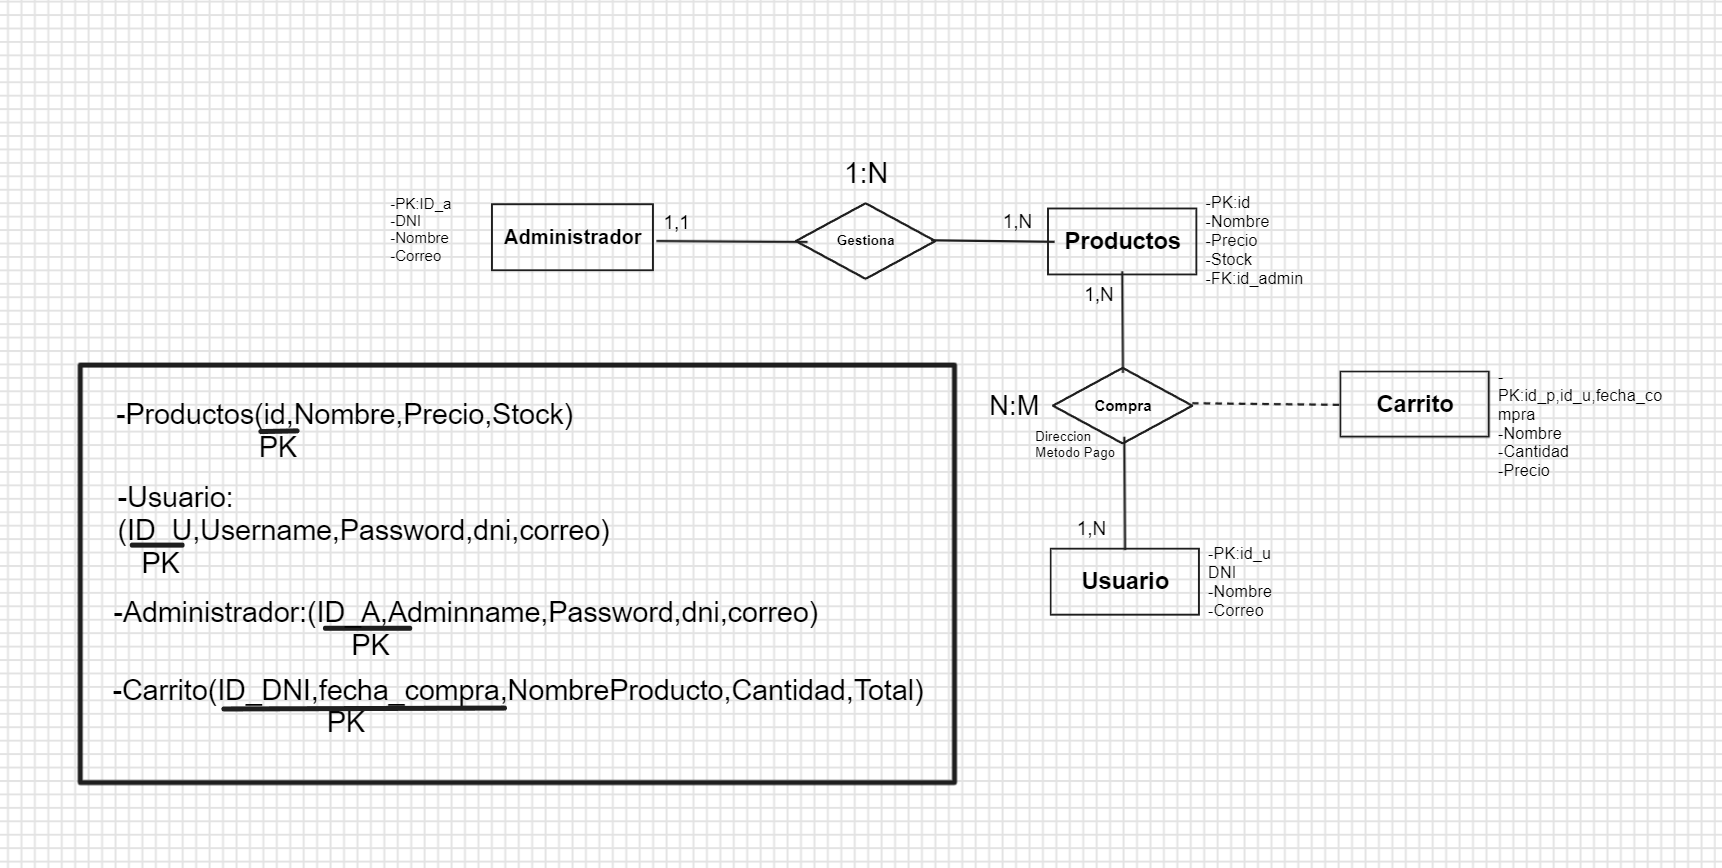 1:N
-PK:ID_a
-DNI
-Nombre
-Correo
Administrador
1,1
Gestiona
1,N
Productos
-PK:id
-Nombre
-Precio
-Stock
-FK:id_admin
1,N
N:M
Compra
Direccion
Metodo Pago
Carrito
-
PK:id_p,id_u,fecha_co
mpra
-Nombre
-Cantidad
-Precio
1,N
Usuario
-PK:id_u
DNI
-Nombre
-Correo
-Productos(id,Nombre,Precio,Stock)
PK
-Usuario:
(ID_U,Username,Password,dni,correo)
PK
-Administrador:(ID_A,Adminname,Password,dni,correo)
PK
-Carrito(ID_DNI,fecha_compra,NombreProducto,Cantidad,Total)
PK